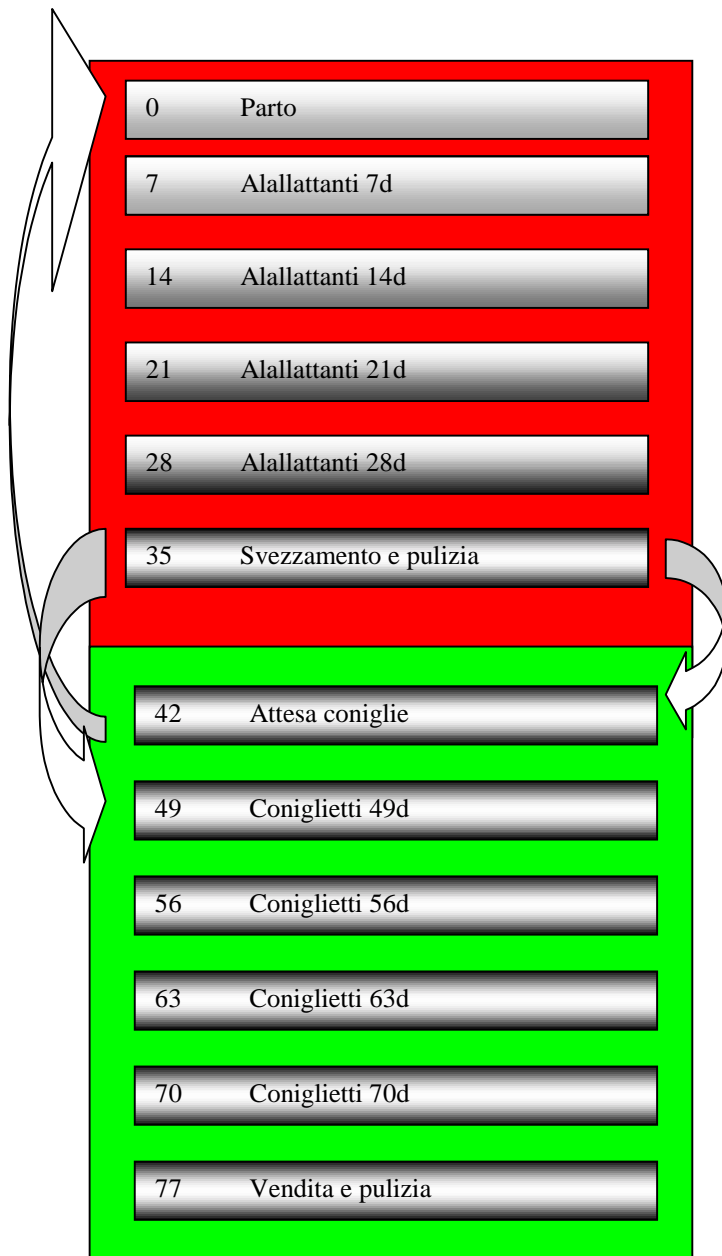 0 Parto
7 Alallattanti 7d
14 Alallattanti 14d
21 Alallattanti 21d
28 Alallattanti 28d
35 Svezzamento e pulizia
42 Attesa coniglie
49 Coniglietti 49d
56 Coniglietti 56d
63 Coniglietti 63d
70 Coniglietti 70d
77 Vendita e pulizia